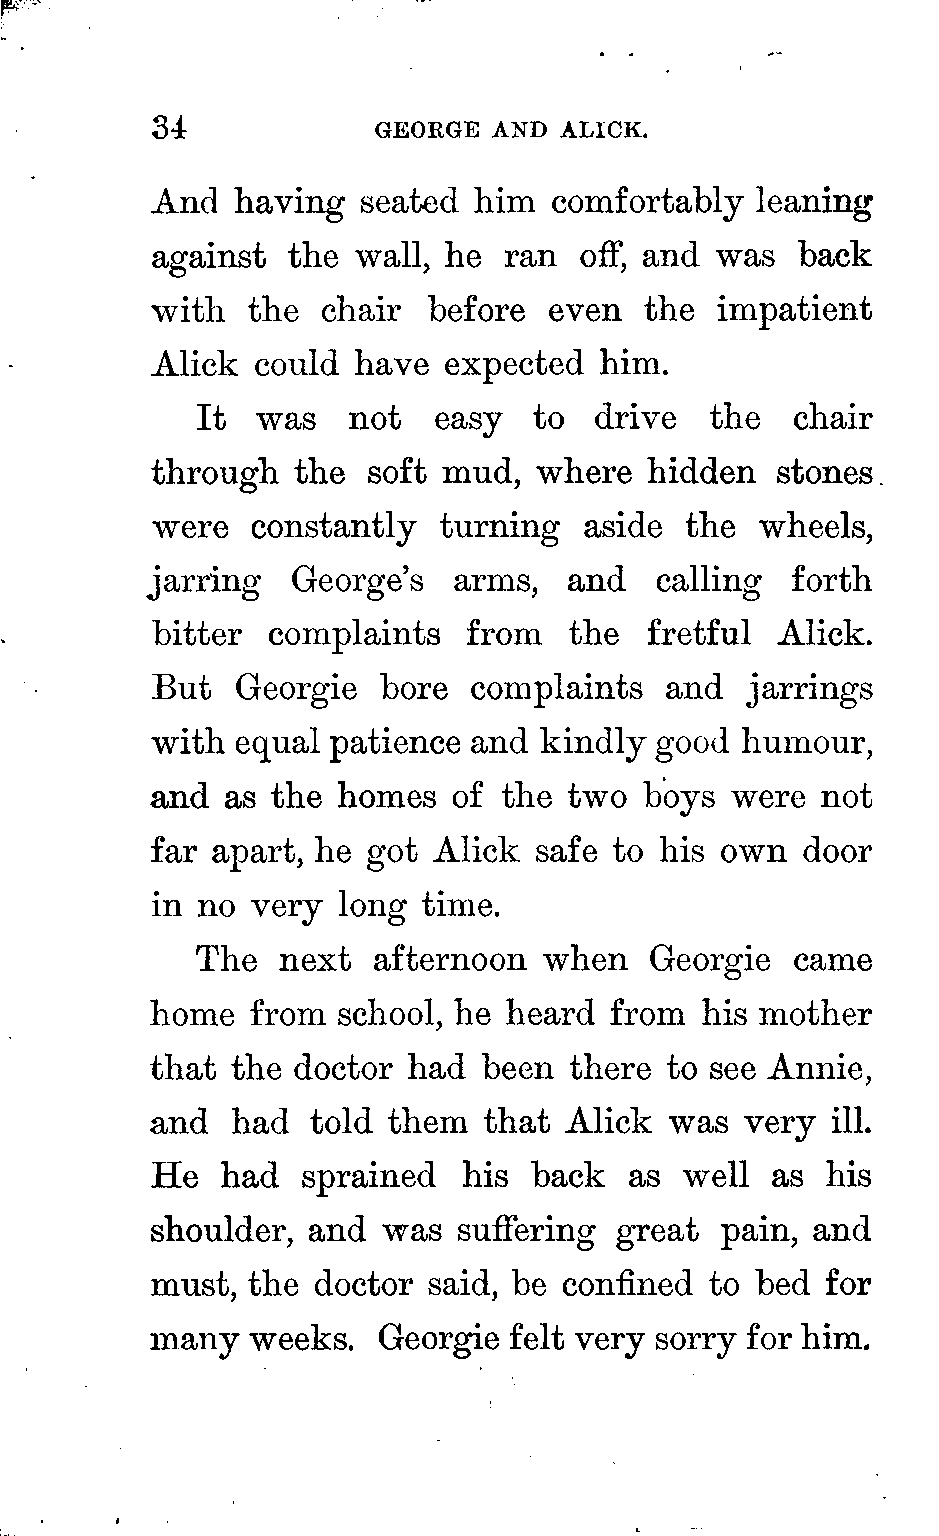 34 GEORGE AND ALICK.
And having seated him comfortably leaning
against the wall, he ran off, and was back
with the chair before even the impatient
Alick could have expected him.
It was not easy to drive the chair
through the soft mud, where hidden stones
were constantly turning aside the wheels,
jarring George's arms, and calling forth
bitter complaints from the fretful Alick.
But Georgie bore complaints and jarrings
with equal patience and kindly good humour,
and as the homes of the two boys were not
far apart, he got Alick safe to his own door
in no very long time.
The next afternoon when Georgie came
home from school, he heard from his mother
that the doctor had been there to see Annie,
and had told them that Alick was very ill.
He had sprained his back as well as his
shoulder, and was suffering great pain, and
must, the doctor said, be confined to bed for
many weeks. Georgie felt very sorry for him.